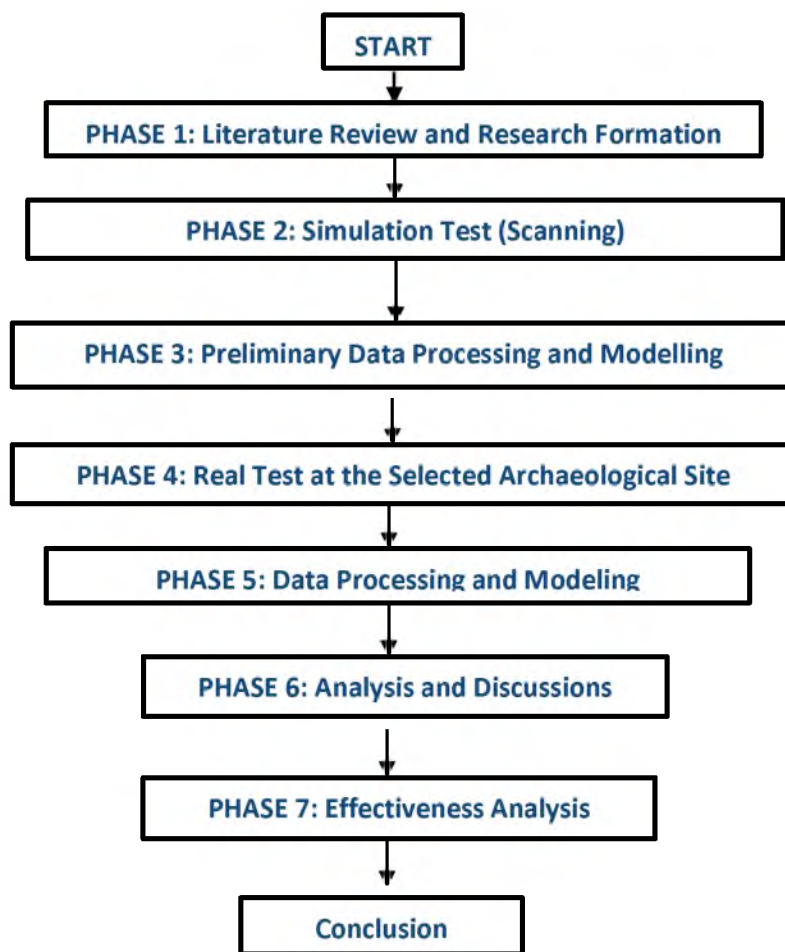 START
PHASE 1: Literature Review and Research Formation
PHASE 2: Simulation Test (Scanning)
PHASE 3: Preliminary Data Processing and Modelling
PHASE 4: Real Test at the Selected Archaeological Site
PHASE 5: Data Processing and Modeling
PHASE 6: Analysis and Discussions
PHASE 7: Effectiveness Analysis
Conclusion